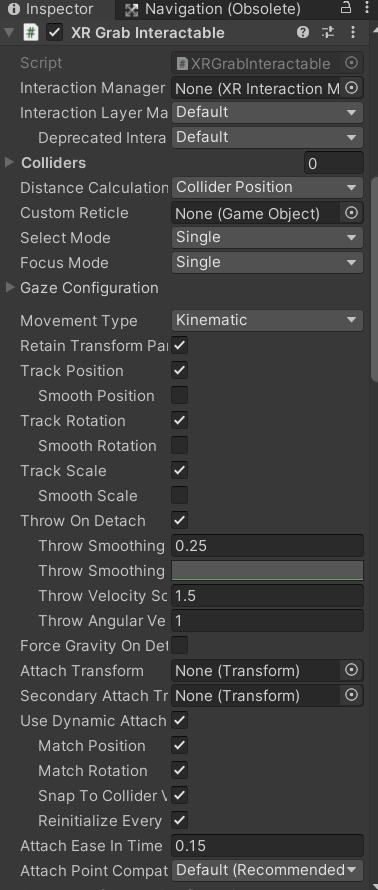 Inspector Navigation (Obsolete)
XR Grab Interactable
Script XRGrabInteractable
Interaction Manager None (XR Interaction M
Interaction Layer Ma Default
Deprecated Intera Default
Colliders 0
Distance Calculation Collider Position
Custom Reticle None (Game Object)
Select Mode Single
Focus Mode Single
Gaze Configuration
Movement Type Kinematic
Retain Transform Par
Track Position
Smooth Position
Track Rotation
Smooth Rotation
Track Scale
Smooth Scale
Throw On Detach
Throw Smoothing 0.25
Throw Smoothing
Throw Velocity Sc 1.5
Throw Angular Ve 1
Force Gravity On Det
Attach Transform None (Transform)
Secondary Attach Tr None (Transform)
Use Dynamic Attach
Match Position
Match Rotation
Snap To Collider V
Reinitialize Every
Attach Ease In Time 0.15
Attach Point Compat Default (Recommended